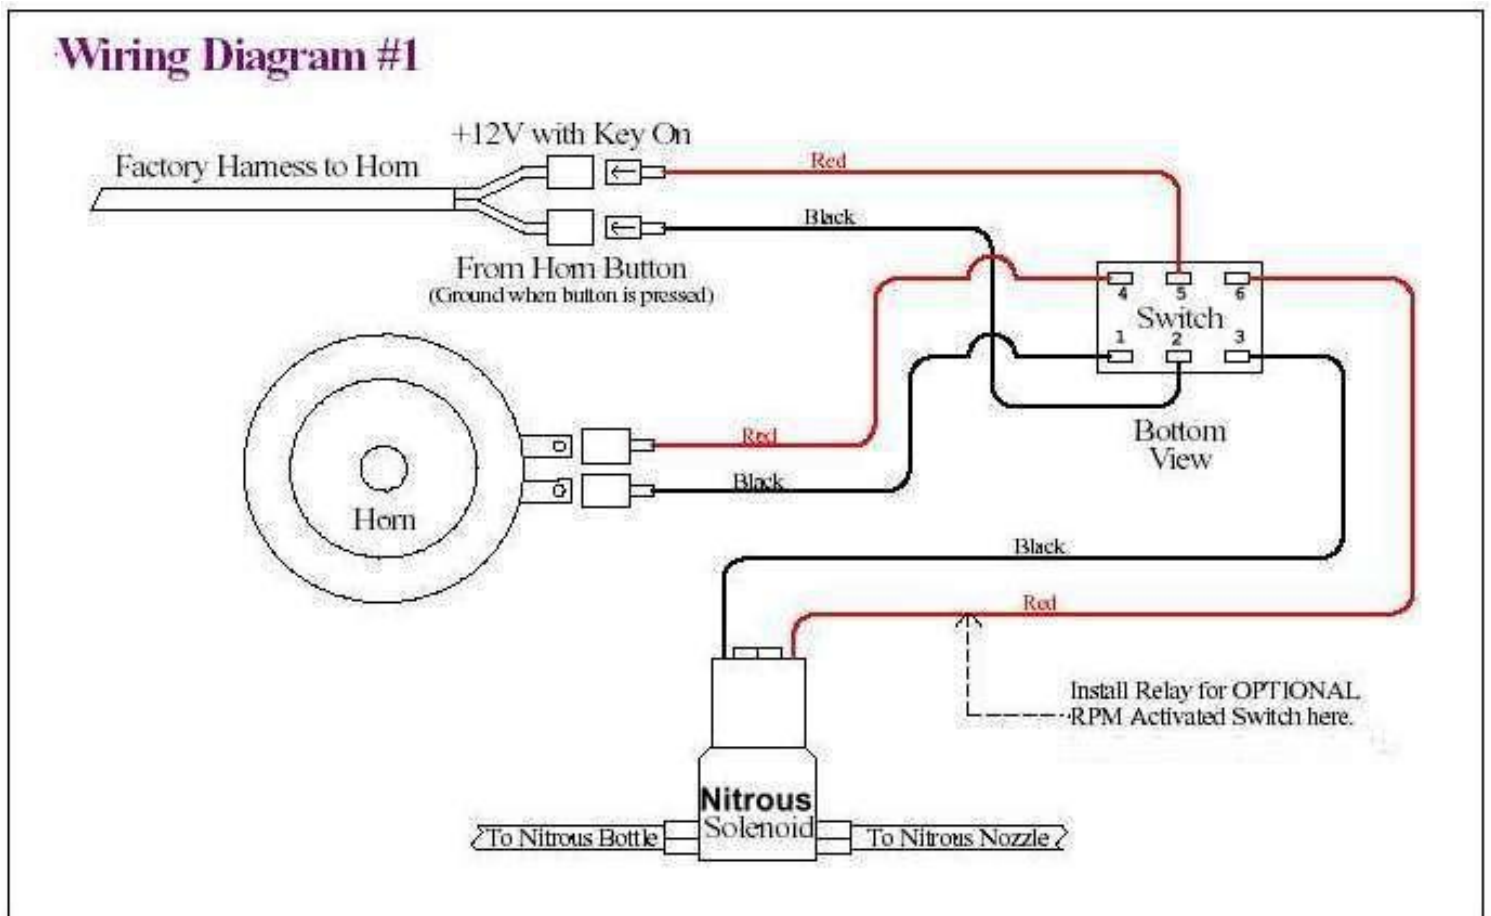 Wiring Diagram #1
+12V with Key On
Factory Harness to Horn
Red
Black
From Horn Button
(Ground when button is pressed)
4
5
6
Switch
1
2
3
Bottom
View
Red
Black
Horn
Black
Red
Install Relay for OPTIONAL
RPM Activated Switch here.
Nitrous
Solenoid
To Nitrous Bottle
To Nitrous Nozzle